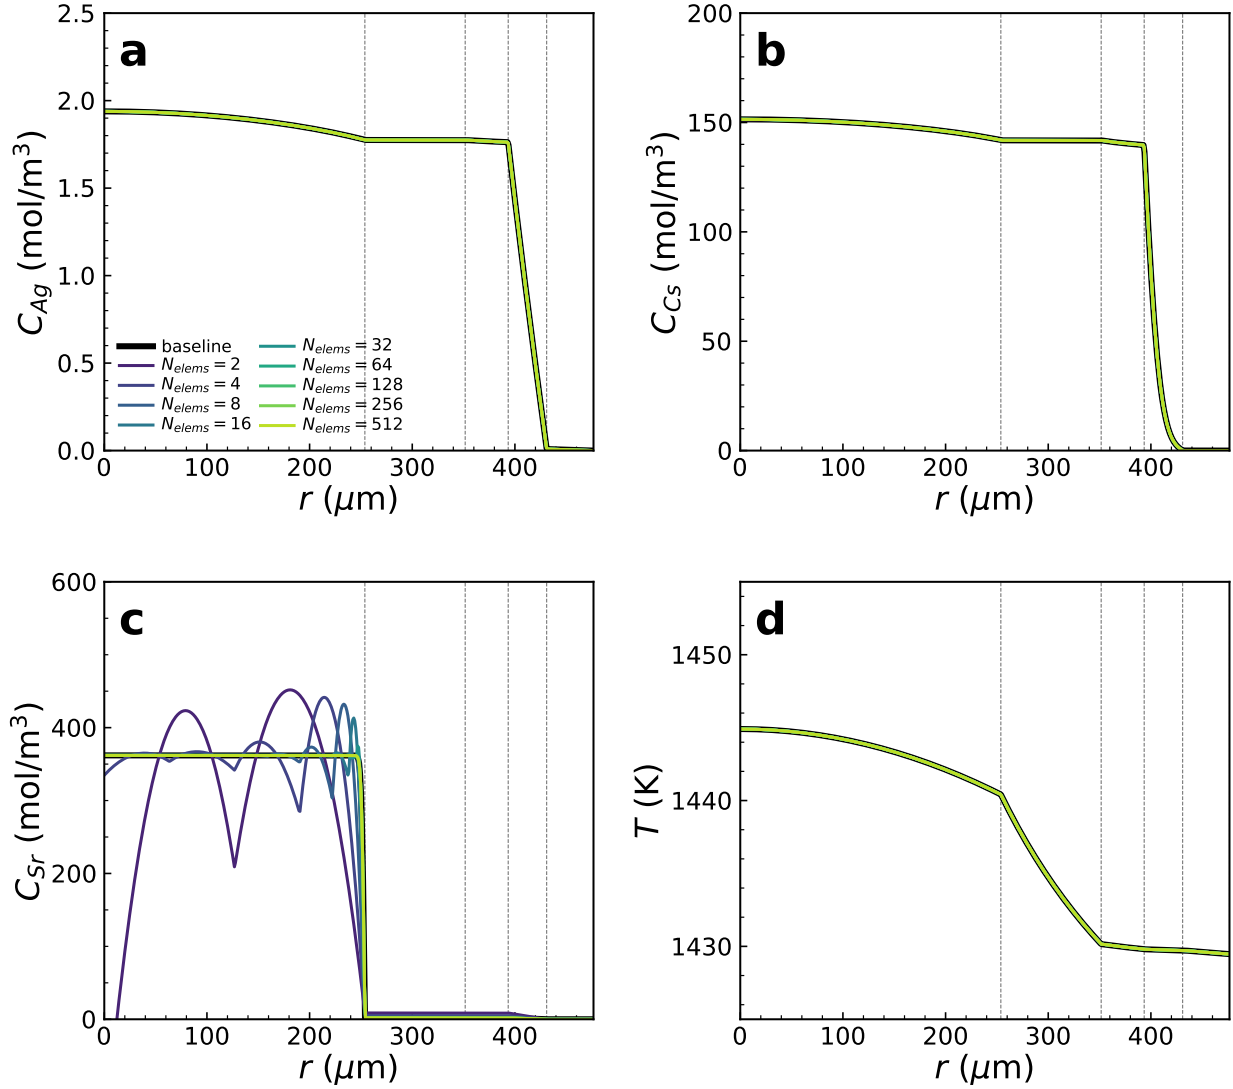 a
2.5
2.0
1.5
1.0
0.5
0.0
C_Ag (mol/m³)
baseline
N_elems = 2
N_elems = 4
N_elems = 8
N_elems = 16
N_elems = 32
N_elems = 64
N_elems = 128
N_elems = 256
N_elems = 512
0 100 200 300 400
r (μm)
b
200
150
100
50
0
C_Cs (mol/m³)
0 100 200 300 400
r (μm)
c
600
400
200
0
C_Sr (mol/m³)
0 100 200 300 400
r (μm)
d
1450
1440
1430
T (K)
0 100 200 300 400
r (μm)